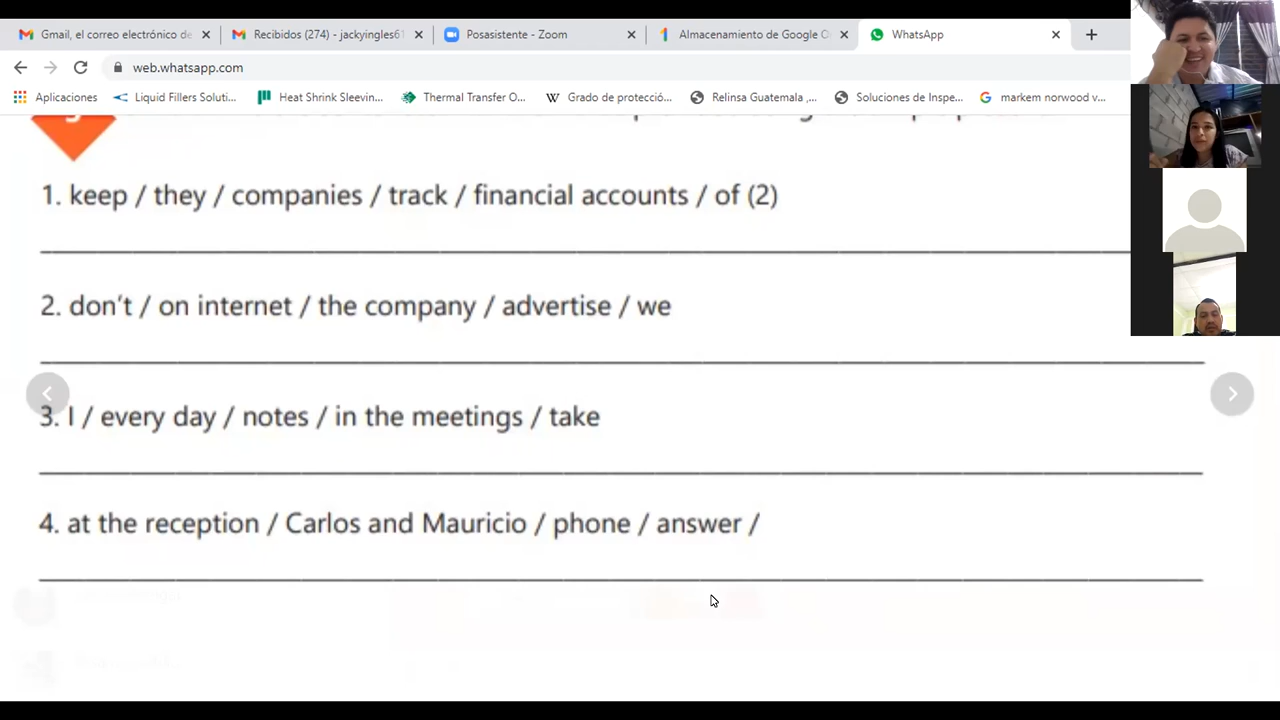 Gmail, el correo electrónico de
Recibidos (274) - jackyingles61
Posasistente - Zoom
Almacenamiento de Google O
WhatsApp
web.whatsapp.com
Aplicaciones
Liquid Fillers Soluti...
Heat Shrink Sleevin...
Thermal Transfer O...
Grado de protecció...
Relinsa Guatemala ,...
Soluciones de Inspe...
markem norwood v...
1. keep / they / companies / track / financial accounts / of (2)
2. don't / on internet / the company / advertise / we
3. I / every day / notes / in the meetings / take
4. at the reception / Carlos and Mauricio / phone / answer /